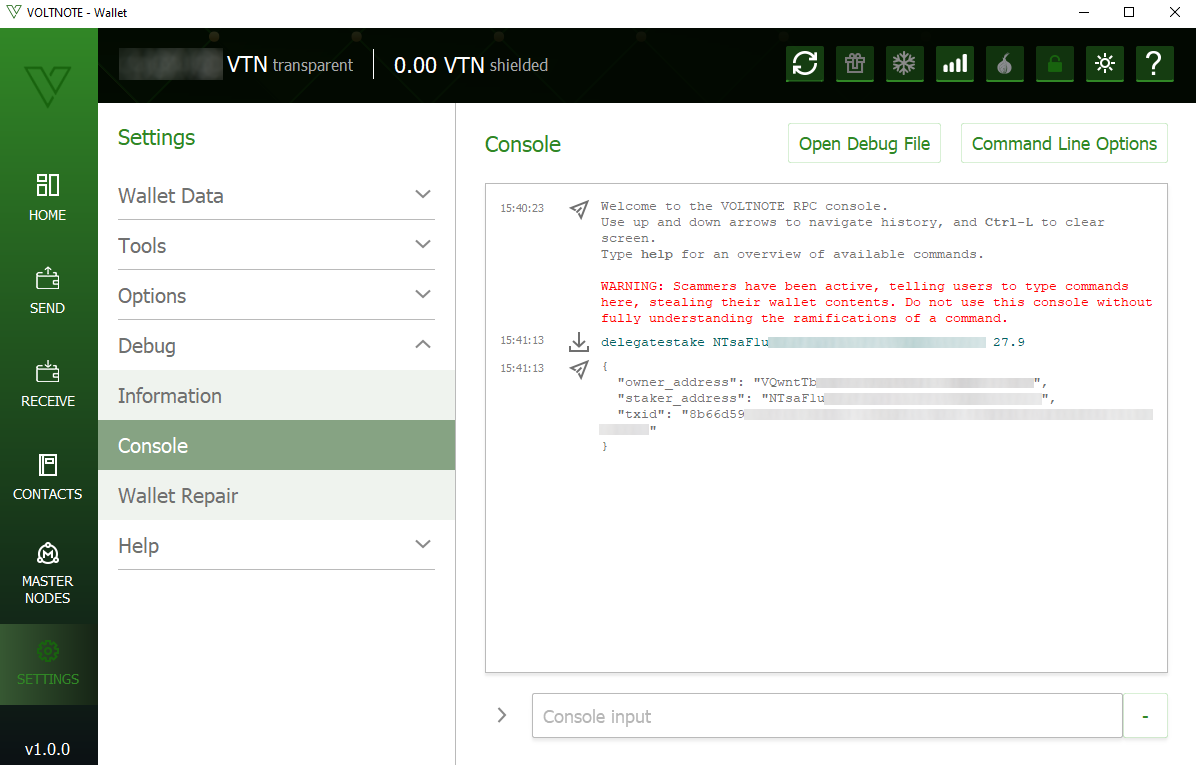 VOLTNOTE - Wallet
VTN transparent
0.00 VTN shielded
HOME
SEND
RECEIVE
CONTACTS
MASTER
NODES
SETTINGS
v1.0.0
Settings
Wallet Data
Tools
Options
Debug
Information
Console
Wallet Repair
Help
Console
Open Debug File
Command Line Options
15:40:23
Welcome to the VOLTNOTE RPC console.
Use up and down arrows to navigate history, and Ctrl-L to clear
screen.
Type help for an overview of available commands.
WARNING: Scammers have been active, telling users to type commands
here, stealing their wallet contents. Do not use this console without
fully understanding the ramifications of a command.
15:41:13
delegatestake NTsaFlu 27.9
15:41:13
{
"owner_address": "VQwntTb",
"staker_address": "NTsaFlu",
"txid": "8b66d59
"
}
Console input
-